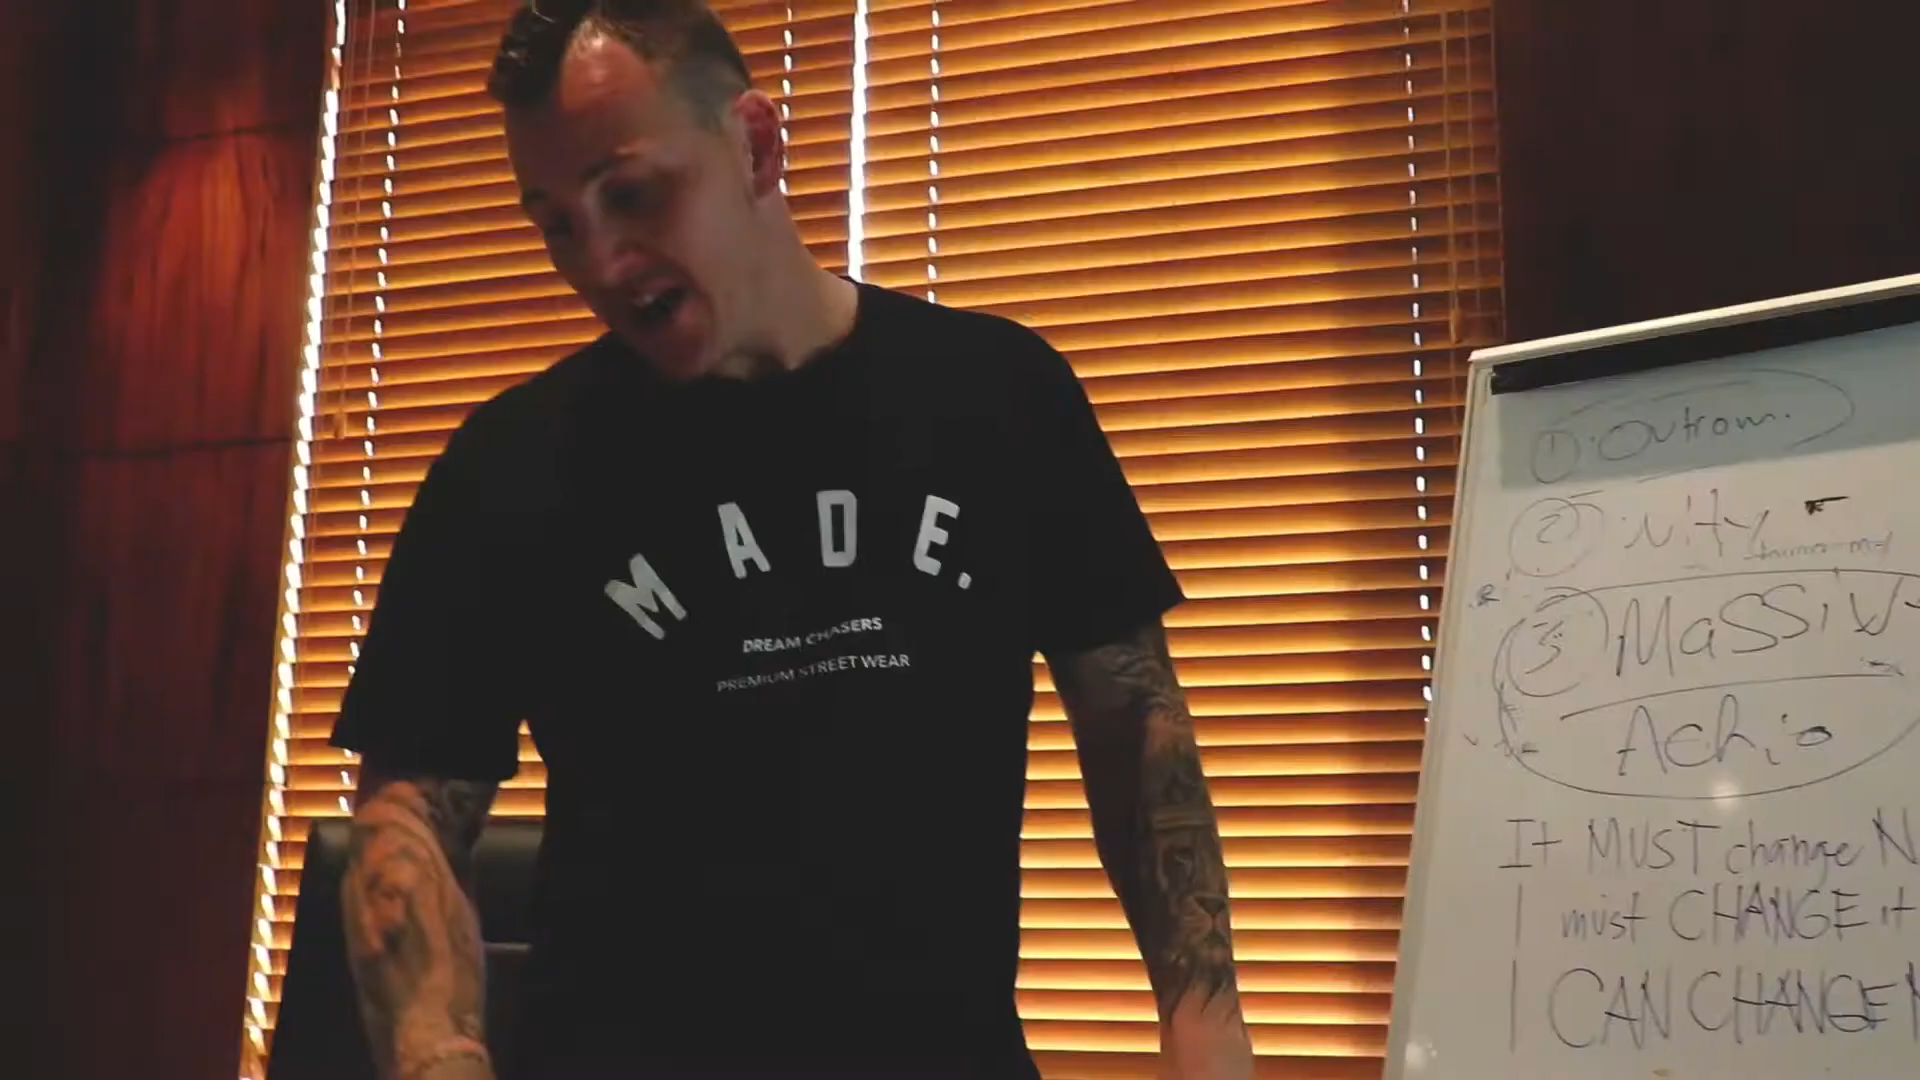 MADE.
DREAM CHASERS
PREMIUM STREET WEAR
① Outcom.
②
③ MaSSiV
It MUST change N
I must CHANGE it
I CAN CHANGE